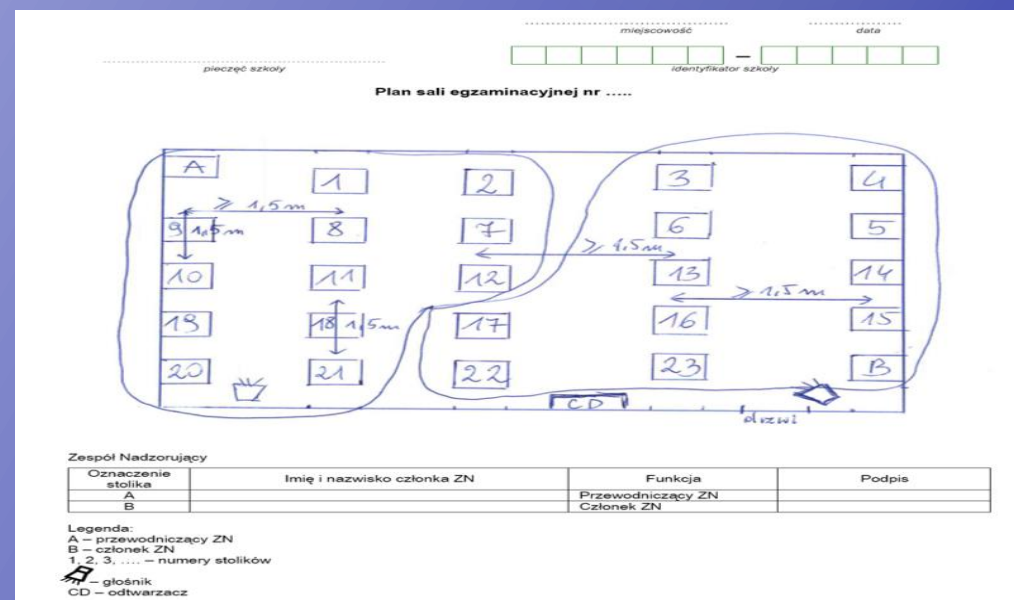 miejscowość data
pieczęć szkoły
–
identyfikator szkoły
Plan sali egzaminacyjnej nr …..
A 1 2 3 4
⩾ 1,5 m
9 1,5 m 8 7 6 5
⩾ 1,5 m
10 11 12 13 14
⩾ 1,5 m
19 18 1,5 m 17 16 15
20 21 22 23 B
CD
drzwi
Zespół Nadzorujący
Oznaczenie stolika Imię i nazwisko członka ZN Funkcja Podpis
A Przewodniczący ZN
B Członek ZN
Legenda:
A – przewodniczący ZN
B – członek ZN
1, 2, 3, …. – numery stolików
– głośnik
CD – odtwarzacz